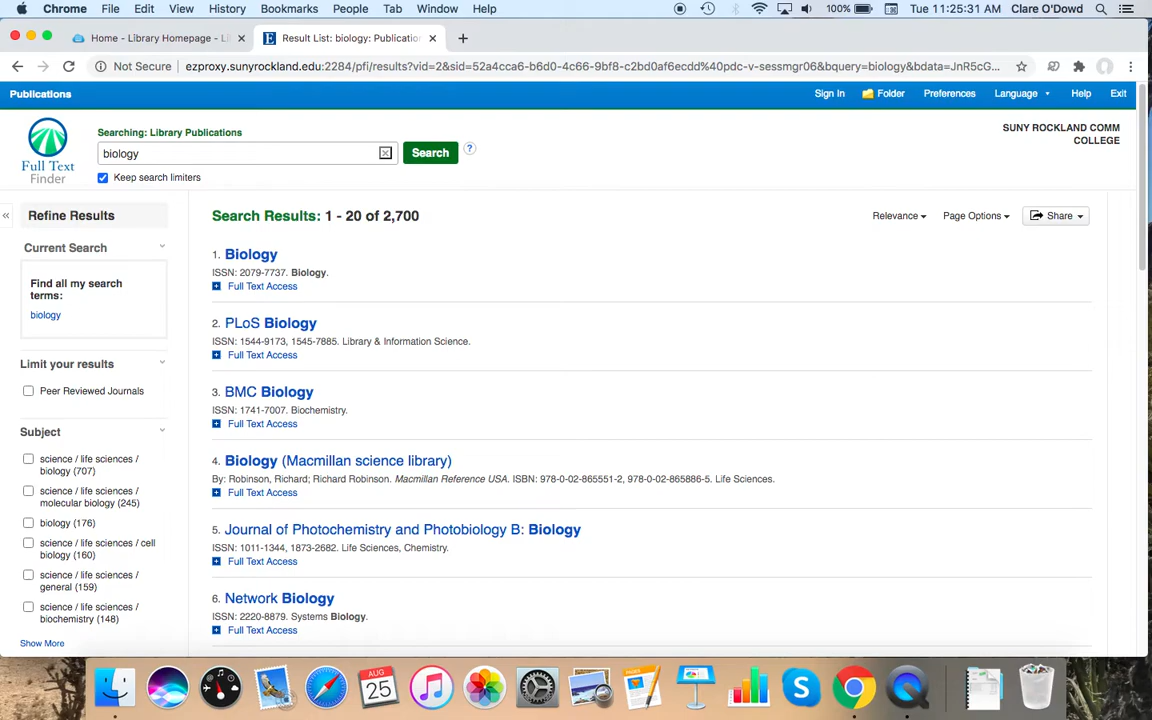 Chrome File Edit View History Bookmarks People Tab Window Help 100% Tue 11:25:31 AM Clare O'Dowd
Home - Library Homepage - Li
Result List: biology: Publication
Not Secure ezproxy.sunyrockland.edu:2284/pfi/results?vid=2&sid=52a4cca6-b6d0-4c66-9bf8-c2bd0af6ecdd%40pdc-v-sessmgr06&bquery=biology&bdata=JnR5cG...
Publications Sign In Folder Preferences Language Help Exit
Full Text
Finder
Searching: Library Publications
biology Search ?
Keep search limiters
SUNY ROCKLAND COMM
COLLEGE
Refine Results
Current Search
Find all my search
terms:
biology
Limit your results
Peer Reviewed Journals
Subject
science / life sciences /
biology (707)
science / life sciences /
molecular biology (245)
biology (176)
science / life sciences / cell
biology (160)
science / life sciences /
general (159)
science / life sciences /
biochemistry (148)
Show More
Search Results: 1 - 20 of 2,700 Relevance Page Options Share
1. Biology
ISSN: 2079-7737. Biology.
Full Text Access
2. PLoS Biology
ISSN: 1544-9173, 1545-7885. Library & Information Science.
Full Text Access
3. BMC Biology
ISSN: 1741-7007. Biochemistry.
Full Text Access
4. Biology (Macmillan science library)
By: Robinson, Richard; Richard Robinson. Macmillan Reference USA. ISBN: 978-0-02-865551-2, 978-0-02-865886-5. Life Sciences.
Full Text Access
5. Journal of Photochemistry and Photobiology B: Biology
ISSN: 1011-1344, 1873-2682. Life Sciences, Chemistry.
Full Text Access
6. Network Biology
ISSN: 2220-8879. Systems Biology.
Full Text Access
AUG
25